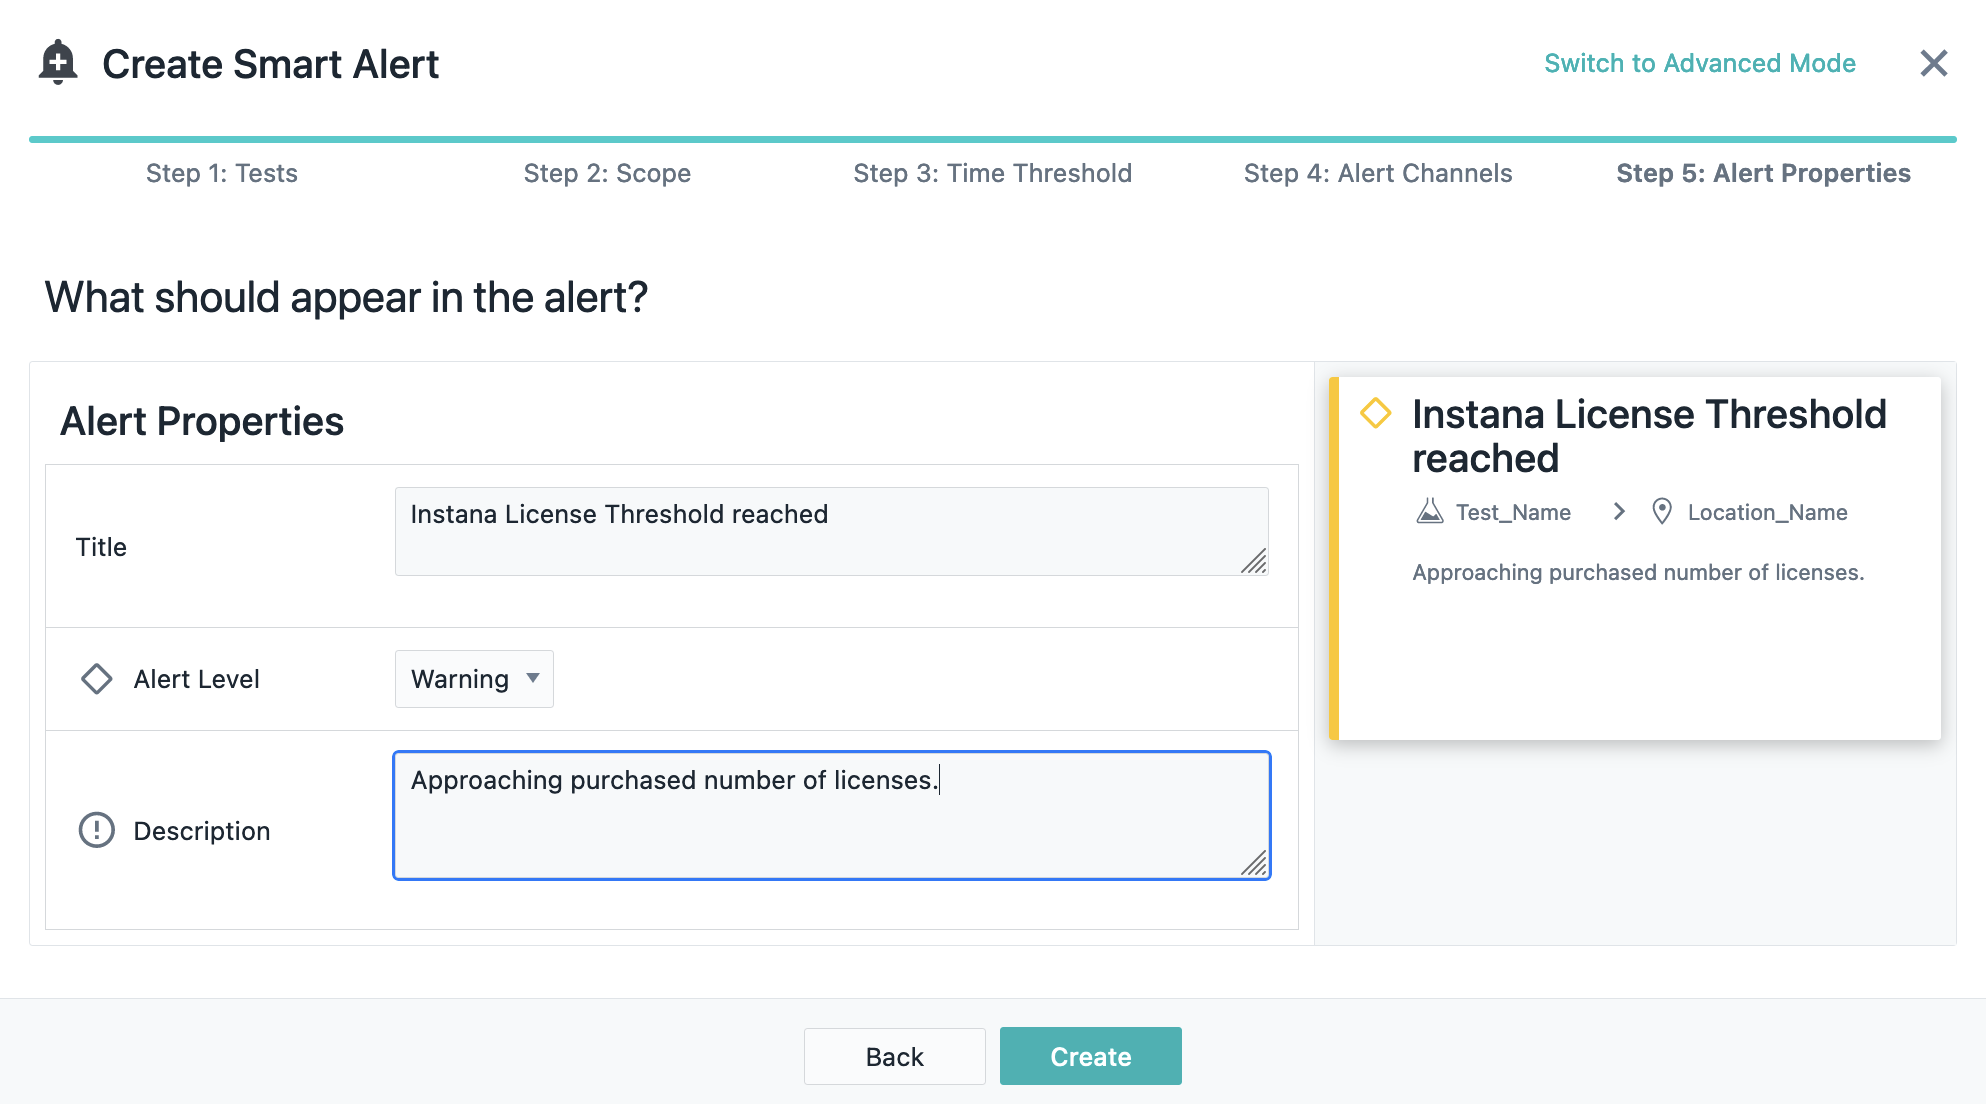 Create Smart Alert
Switch to Advanced Mode
Step 1: Tests
Step 2: Scope
Step 3: Time Threshold
Step 4: Alert Channels
Step 5: Alert Properties
What should appear in the alert?
Alert Properties
Title
Instana License Threshold reached
Alert Level
Warning
Description
Approaching purchased number of licenses.
Instana License Threshold
reached
Test_Name
Location_Name
Approaching purchased number of licenses.
Back
Create